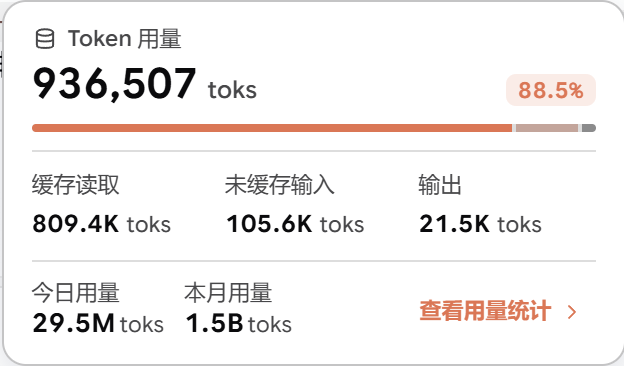 Token 用量
936,507 toks
88.5%
缓存读取 未缓存输入 输出
809.4K toks 105.6K toks 21.5K toks
今日用量 本月用量
29.5M toks 1.5B toks
查看用量统计